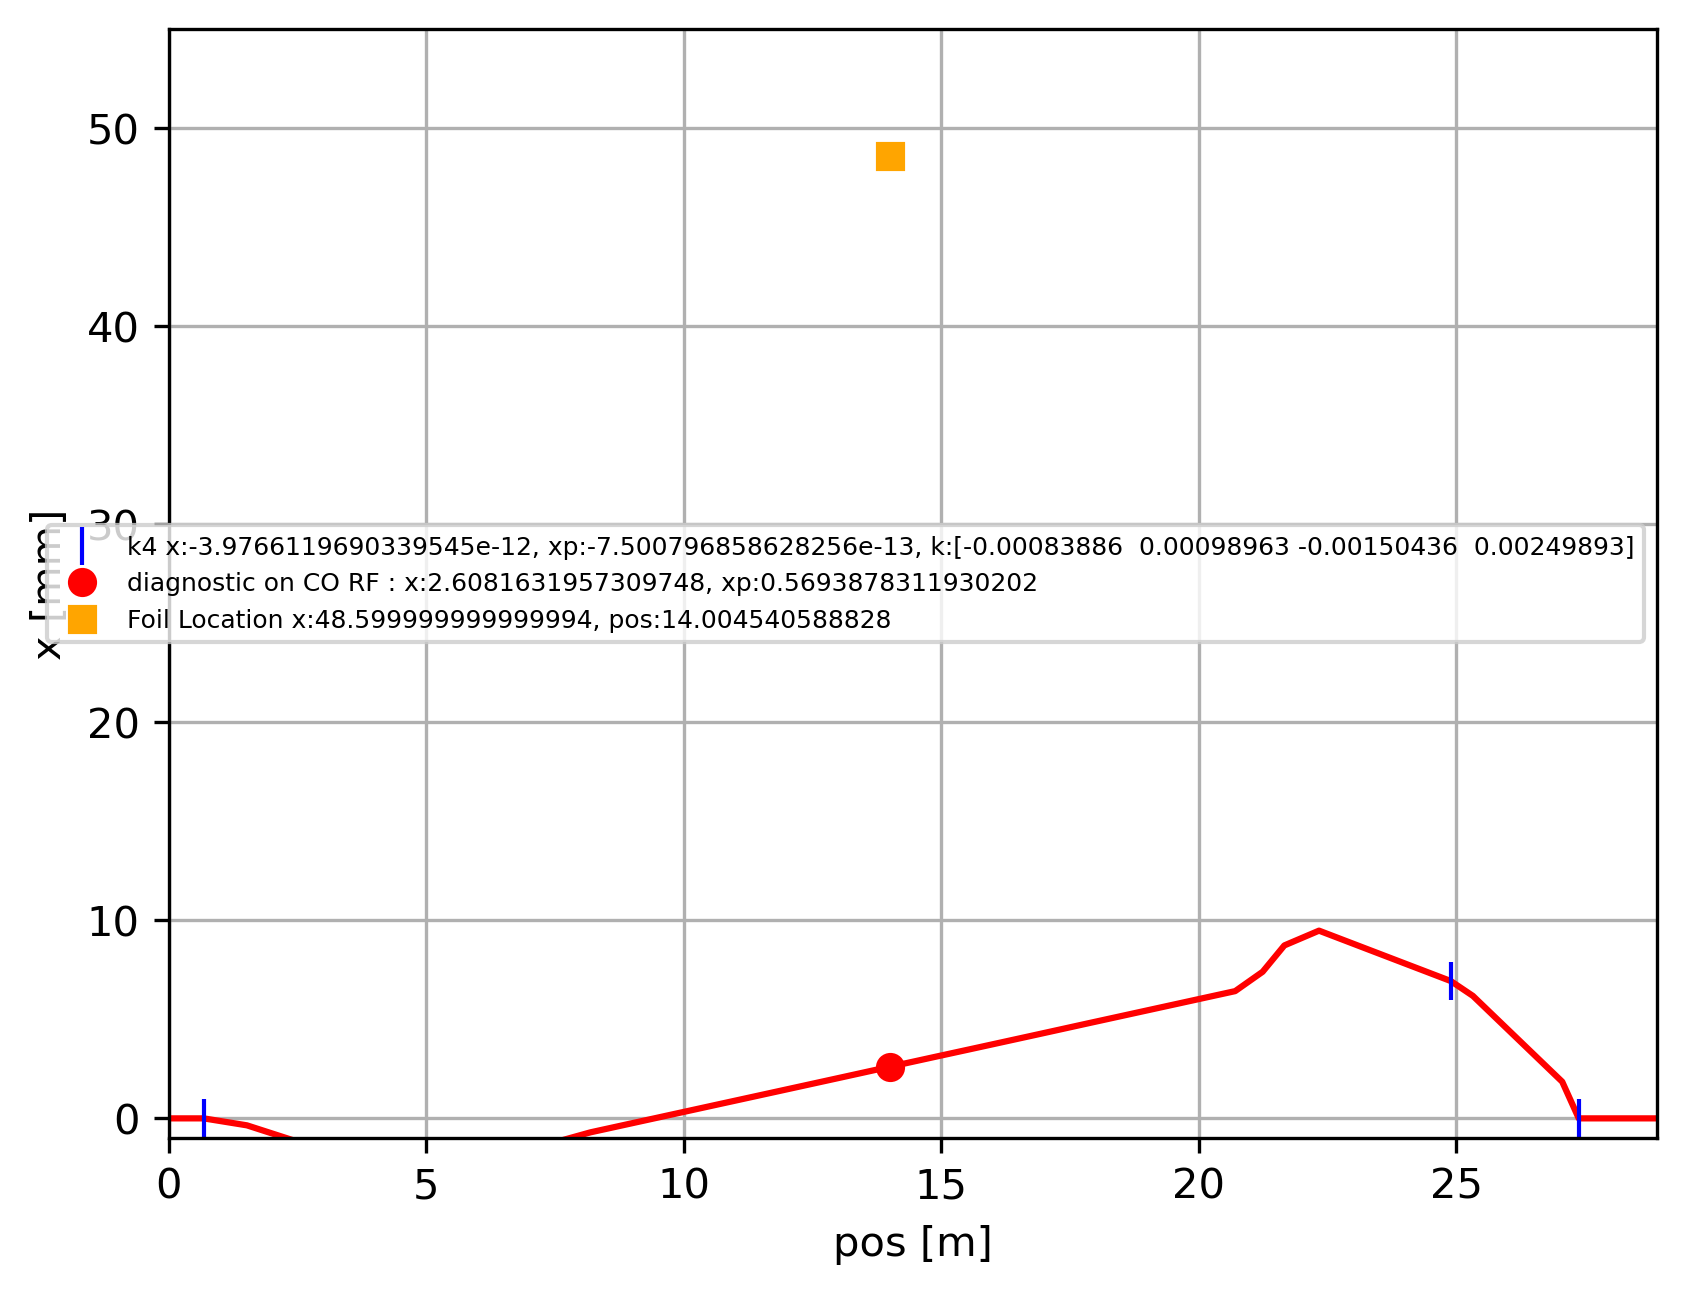 50
40
30
x [mm]
k4 x:-3.9766119690339545e-12, xp:-7.500796858628256e-13, k:[-0.00083886  0.00098963 -0.00150436  0.00249893]
diagnostic on CO RF : x:2.6081631957309748, xp:0.5693878311930202
Foil Location x:48.599999999999994, pos:14.004540588828
20
10
0
0 5 10 15 20 25
pos [m]